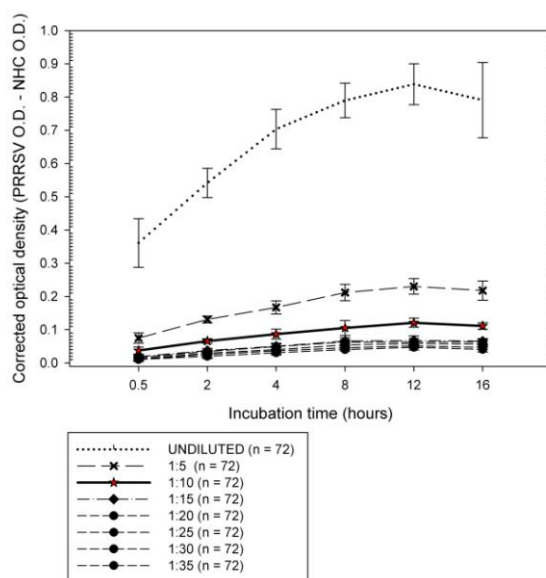 Corrected optical density (PRRSV O.D. - NHC O.D.)
1.0
0.9
0.8
0.7
0.6
0.5
0.4
0.3
0.2
0.1
0.0
0.5 2 4 8 12 16
Incubation time (hours)
UNDILUTED (n = 72)
1:5 (n = 72)
1:10 (n = 72)
1:15 (n = 72)
1:20 (n = 72)
1:25 (n = 72)
1:30 (n = 72)
1:35 (n = 72)